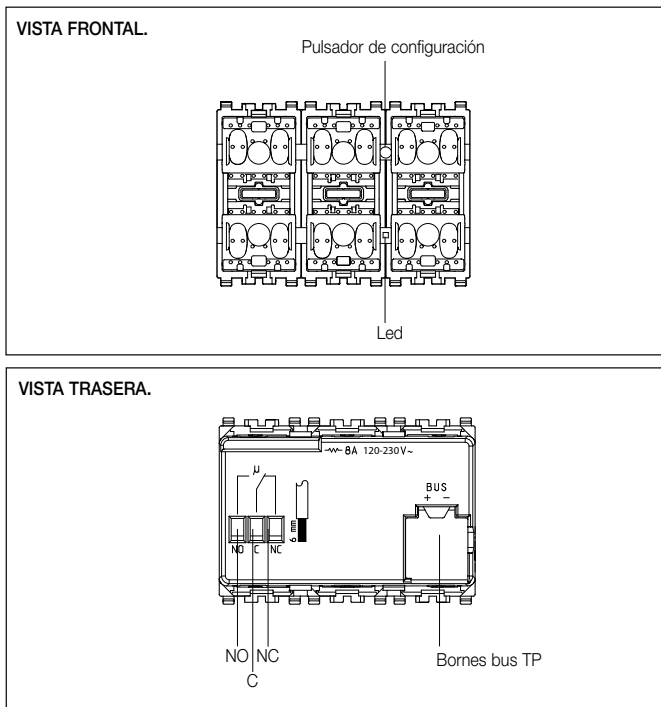 VISTA FRONTAL.
Pulsador de configuración
Led
VISTA TRASERA.
8A 120-230V~
µ
BUS
+ -
6 mm
NO C NC
NO NC
C
Bornes bus TP